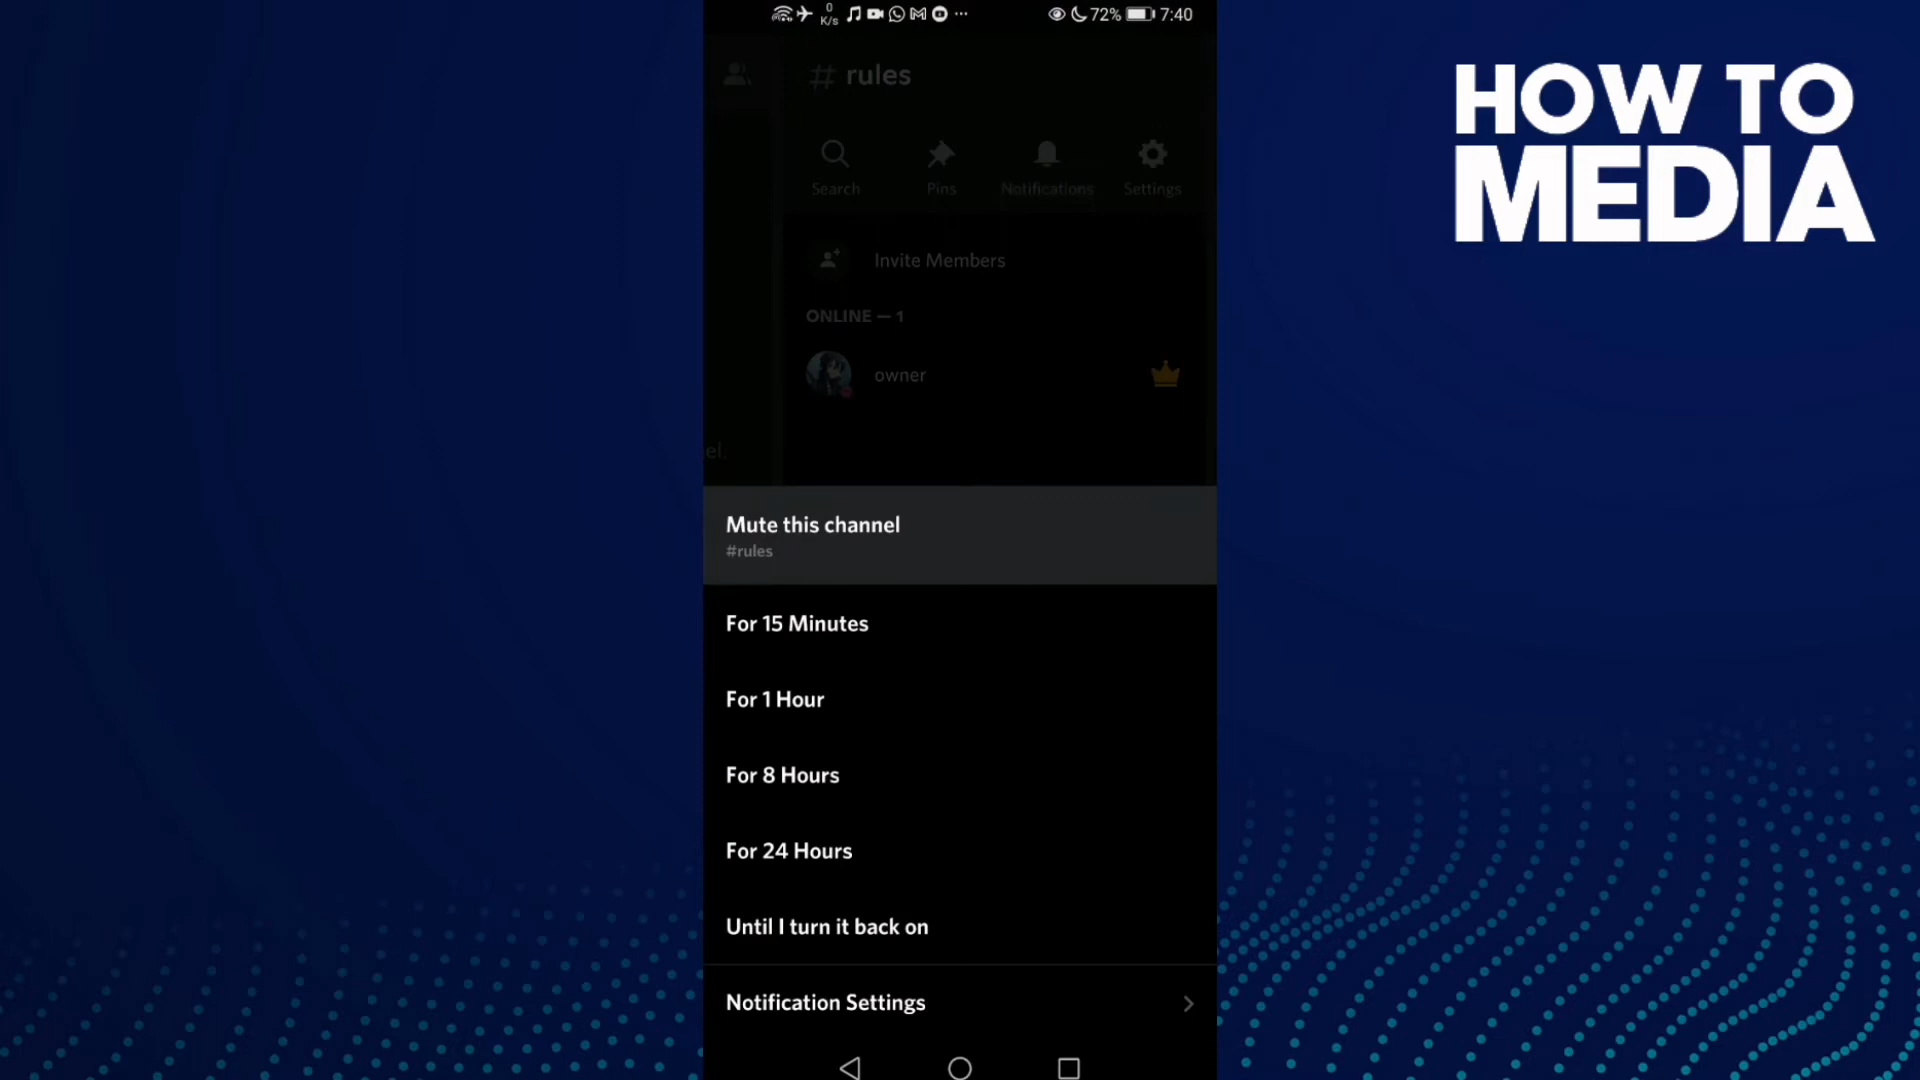 0
K/s
72%
7:40
HOW TO
MEDIA
# rules
Search
Pins
Notifications
Settings
Invite Members
ONLINE — 1
owner
el.
Mute this channel
#rules
For 15 Minutes
For 1 Hour
For 8 Hours
For 24 Hours
Until I turn it back on
Notification Settings